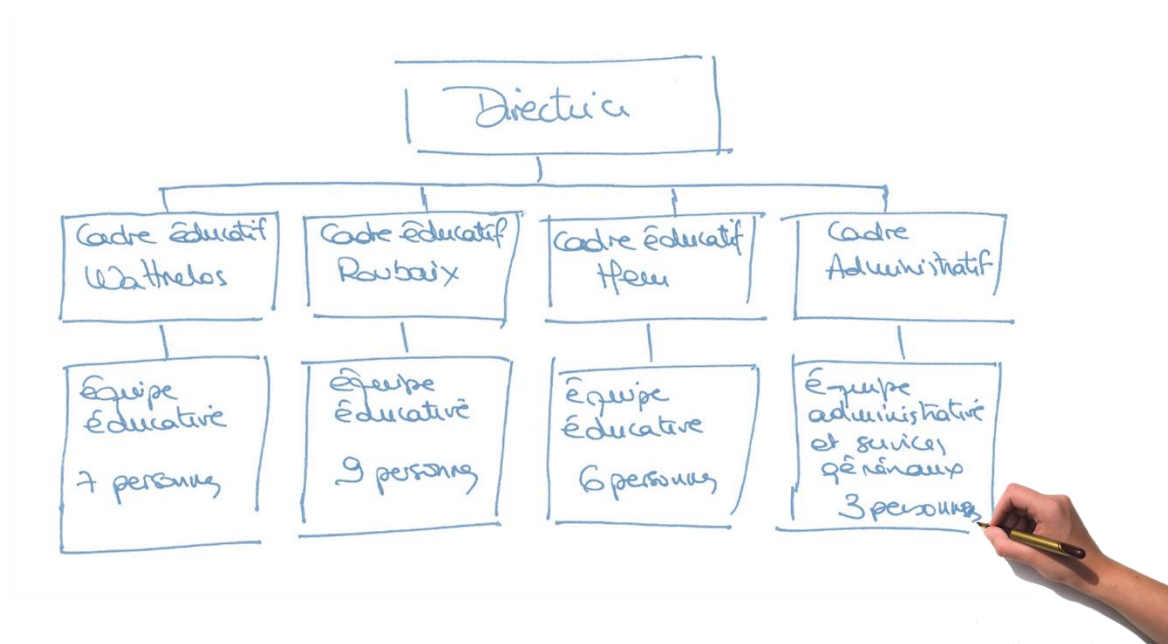 Directrice
Cadre éducatif
Wattrelos
Cadre éducatif
Roubaix
Cadre éducatif
Hem
Cadre
Administratif
Équipe
éducative
7 personnes
Équipe
éducative
9 personnes
Équipe
éducative
6 personnes
Équipe
administrative
et services
généraux
3 personnes